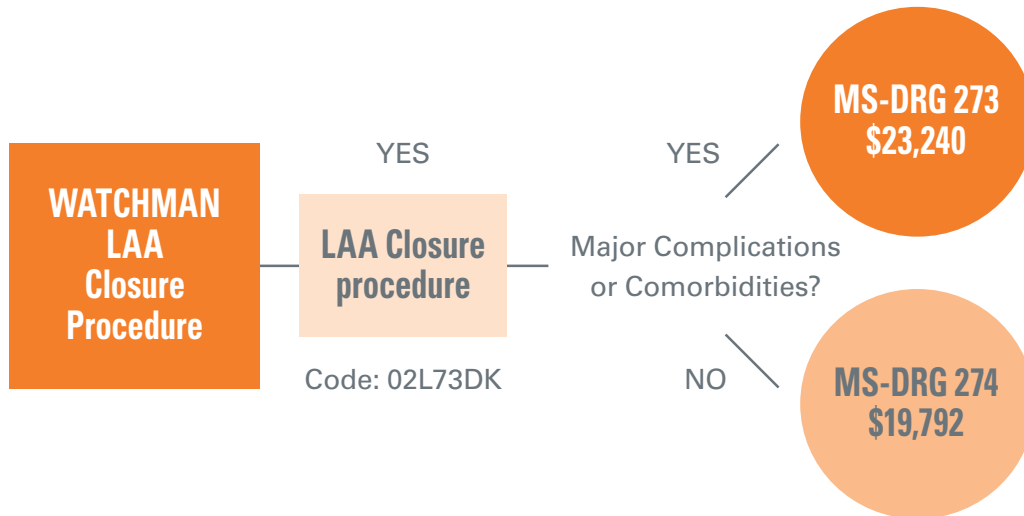 WATCHMAN
LAA
Closure
Procedure
YES
LAA Closure
procedure
Code: 02L73DK
YES
Major Complications
or Comorbidities?
NO
MS-DRG 273
$23,240
MS-DRG 274
$19,792